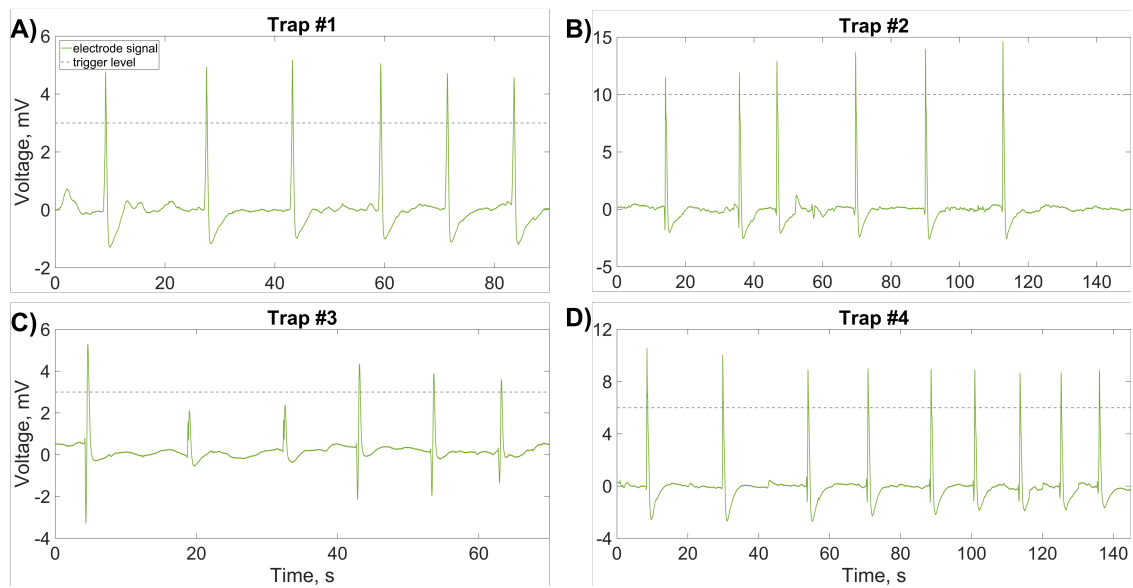 A)
Trap #1
electrode signal
trigger level
Voltage, mV
6
4
2
0
-2
0 20 40 60 80
B)
Trap #2
15
10
5
0
-5
0 20 40 60 80 100 120 140
C)
Trap #3
Voltage, mV
6
4
2
0
-2
-4
0 20 40 60
Time, s
D)
Trap #4
12
8
4
0
-4
0 20 40 60 80 100 120 140
Time, s